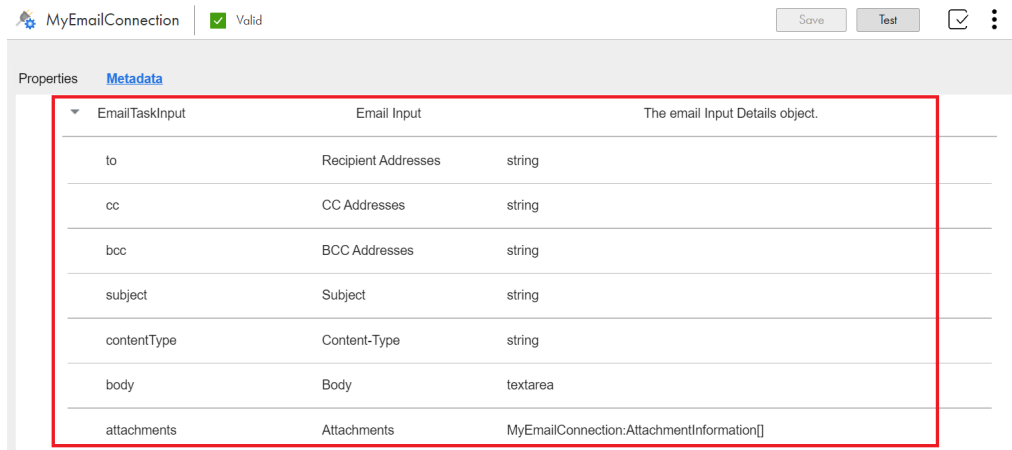 MyEmailConnection Valid Save Test
Properties Metadata
EmailTaskInput Email Input The email Input Details object.
to Recipient Addresses string
cc CC Addresses string
bcc BCC Addresses string
subject Subject string
contentType Content-Type string
body Body textarea
attachments Attachments MyEmailConnection:AttachmentInformation[]